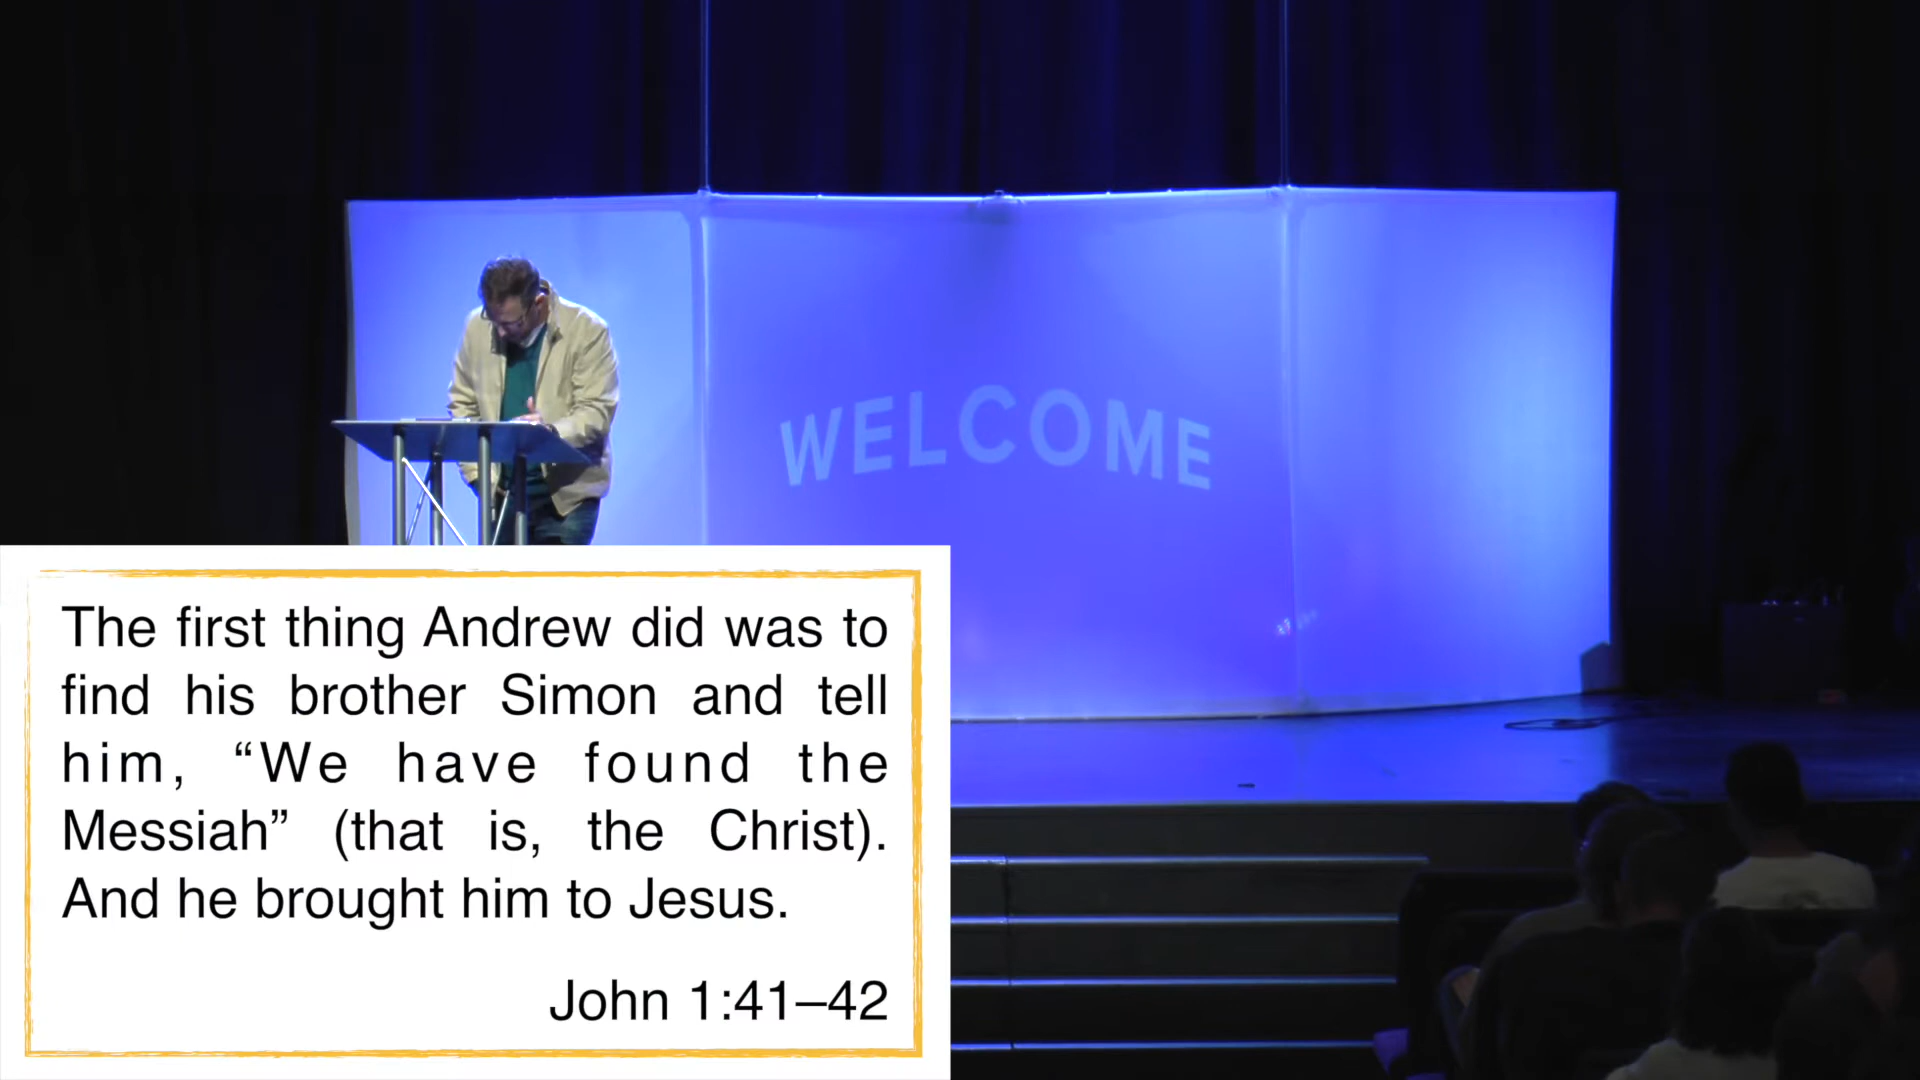 WELCOME
The first thing Andrew did was to
find his brother Simon and tell
him, “We have found the
Messiah” (that is, the Christ).
And he brought him to Jesus.
John 1:41–42